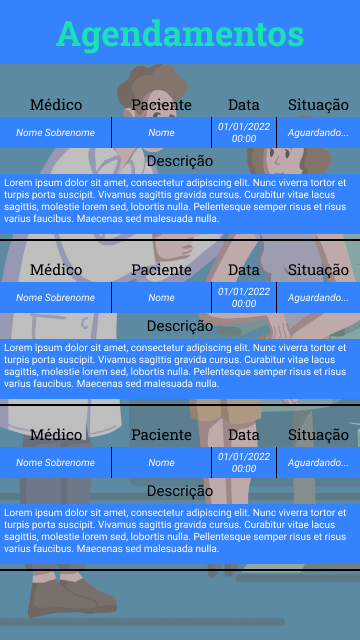 Agendamentos
Médico Paciente Data Situação
Nome Sobrenome Nome 01/01/2022 00:00 Aguardando...
Descrição
Lorem ipsum dolor sit amet, consectetur adipiscing elit. Nunc viverra tortor et
turpis porta suscipit. Vivamus sagittis gravida cursus. Curabitur vitae lacus
sagittis, molestie lorem sed, lobortis nulla. Pellentesque semper risus et risus
varius faucibus. Maecenas sed malesuada nulla.
Médico Paciente Data Situação
Nome Sobrenome Nome 01/01/2022 00:00 Aguardando...
Descrição
Lorem ipsum dolor sit amet, consectetur adipiscing elit. Nunc viverra tortor et
turpis porta suscipit. Vivamus sagittis gravida cursus. Curabitur vitae lacus
sagittis, molestie lorem sed, lobortis nulla. Pellentesque semper risus et risus
varius faucibus. Maecenas sed malesuada nulla.
Médico Paciente Data Situação
Nome Sobrenome Nome 01/01/2022 00:00 Aguardando...
Descrição
Lorem ipsum dolor sit amet, consectetur adipiscing elit. Nunc viverra tortor et
turpis porta suscipit. Vivamus sagittis gravida cursus. Curabitur vitae lacus
sagittis, molestie lorem sed, lobortis nulla. Pellentesque semper risus et risus
varius faucibus. Maecenas sed malesuada nulla.